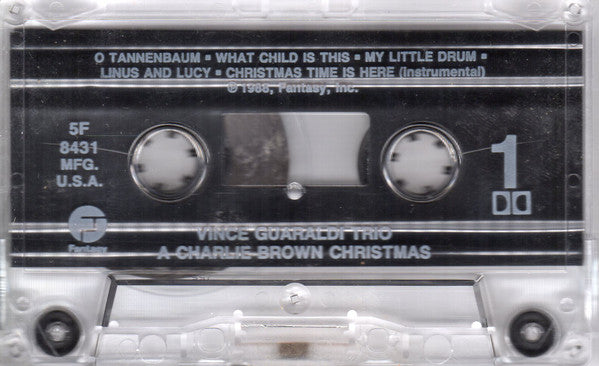 O TANNENBAUM ▪ WHAT CHILD IS THIS ▪ MY LITTLE DRUM ▪
LINUS AND LUCY ▪ CHRISTMAS TIME IS HERE (Instrumental)
℗ 1988, Fantasy, Inc.
5F
8431
MFG.
U.S.A.
1
Fantasy
VINCE GUARALDI TRIO
A CHARLIE BROWN CHRISTMAS